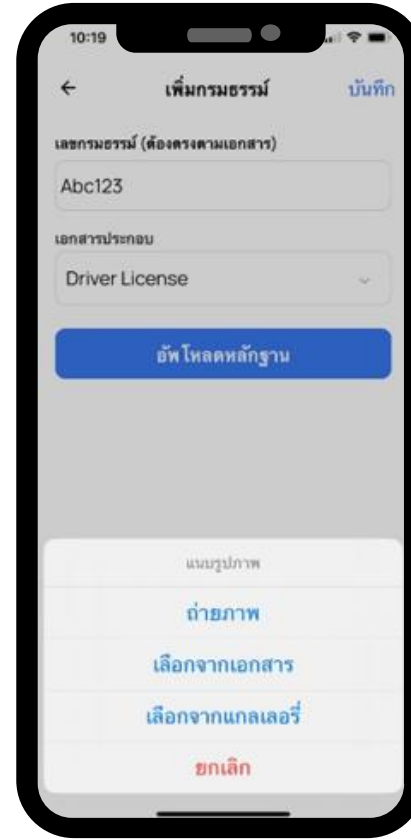 10:19
← เพิ่มกรมธรรม์ บันทึก
เลขกรมธรรม์ (ต้องตรงตามเอกสาร)
Abc123
เอกสารประกอบ
Driver License
อัพโหลดหลักฐาน
แนบรูปภาพ
ถ่ายภาพ
เลือกจากเอกสาร
เลือกจากแกลเลอรี่
ยกเลิก